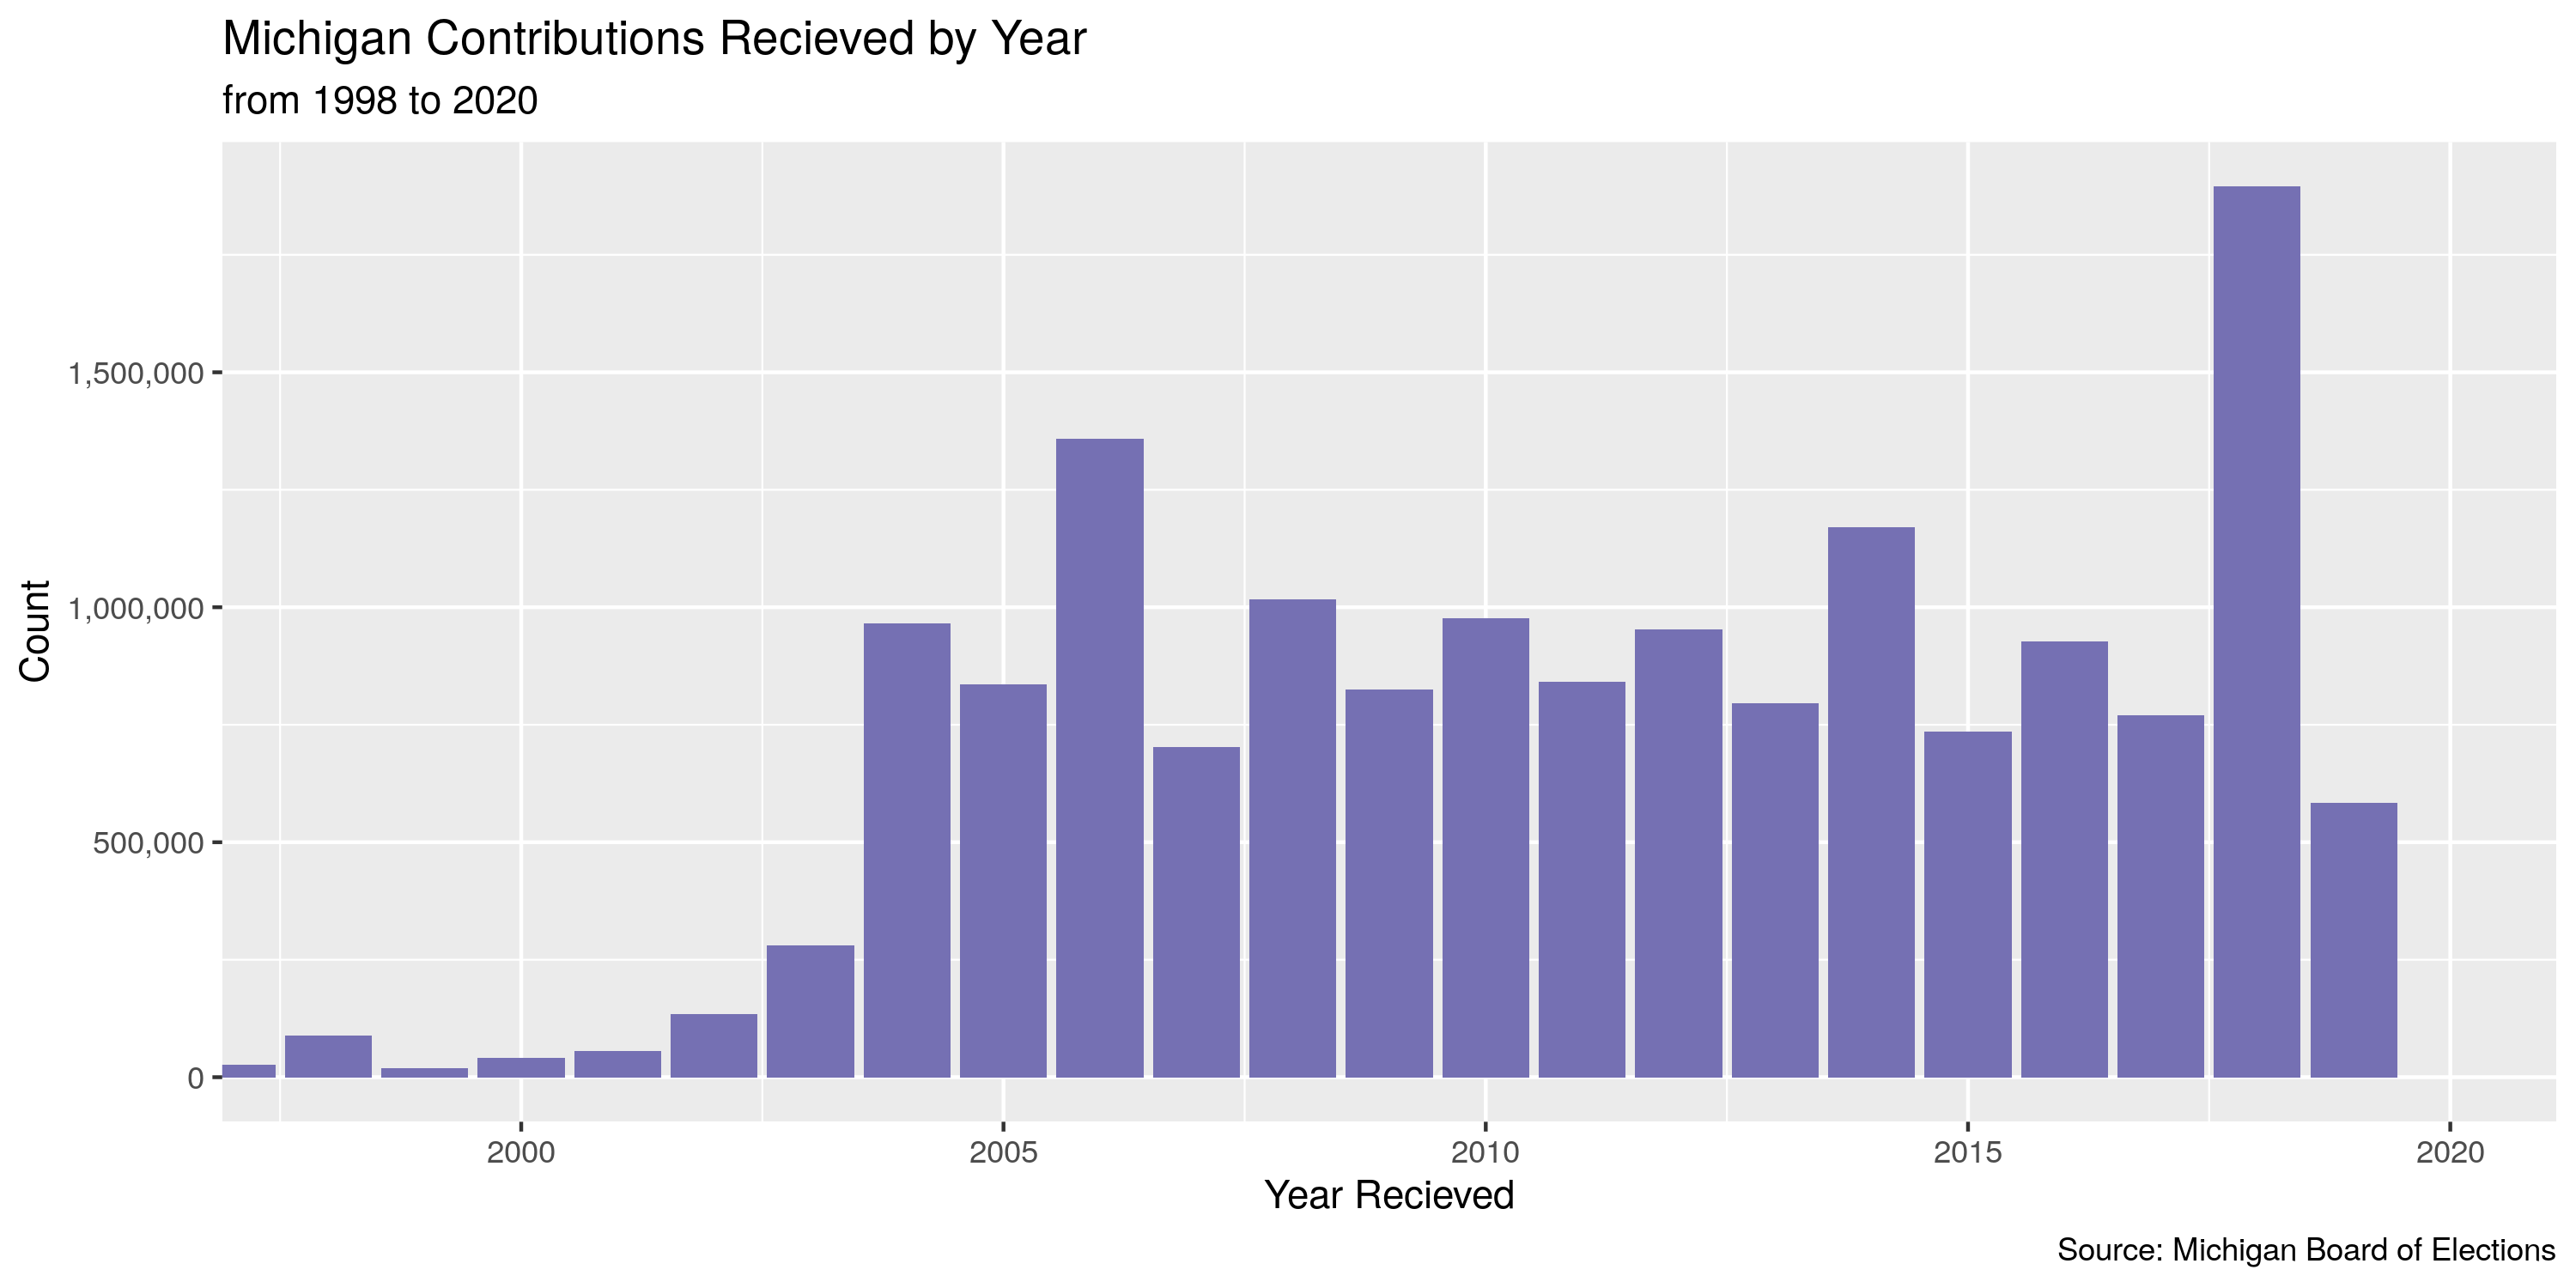 Michigan Contributions Recieved by Year
from 1998 to 2020
Count
1,500,000
1,000,000
500,000
0
2000
2005
2010
2015
2020
Year Recieved
Source: Michigan Board of Elections